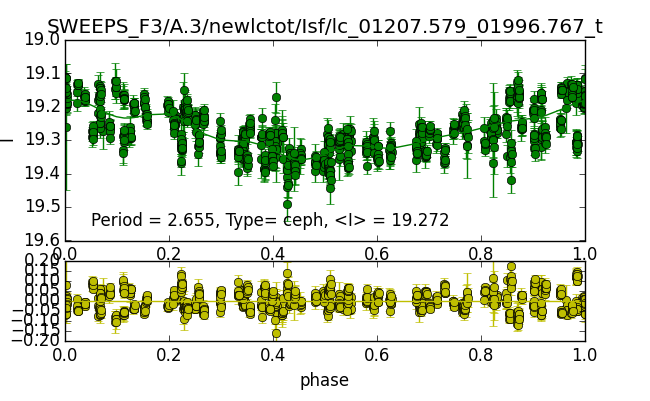 SWEEPS_F3/A.3/newlctot/Isf/lc_01207.579_01996.767_t
19.0
19.1
19.2
19.3
19.4
19.5
19.6
I
Period = 2.655, Type= ceph, <I> = 19.272
0.0 0.2 0.4 0.6 0.8 1.0
0.20
0.15
0.10
0.05
0.00
−0.05
−0.10
−0.15
−0.20
0.0 0.2 0.4 0.6 0.8 1.0
phase